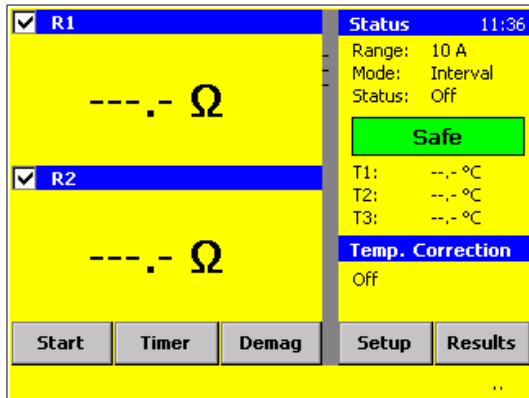 R1
---.- Ω
R2
---.- Ω
Status 11:36
Range: 10 A
Mode: Interval
Status: Off
Safe
T1: --.- °C
T2: --.- °C
T3: --.- °C
Temp. Correction
Off
Start Timer Demag Setup Results
..